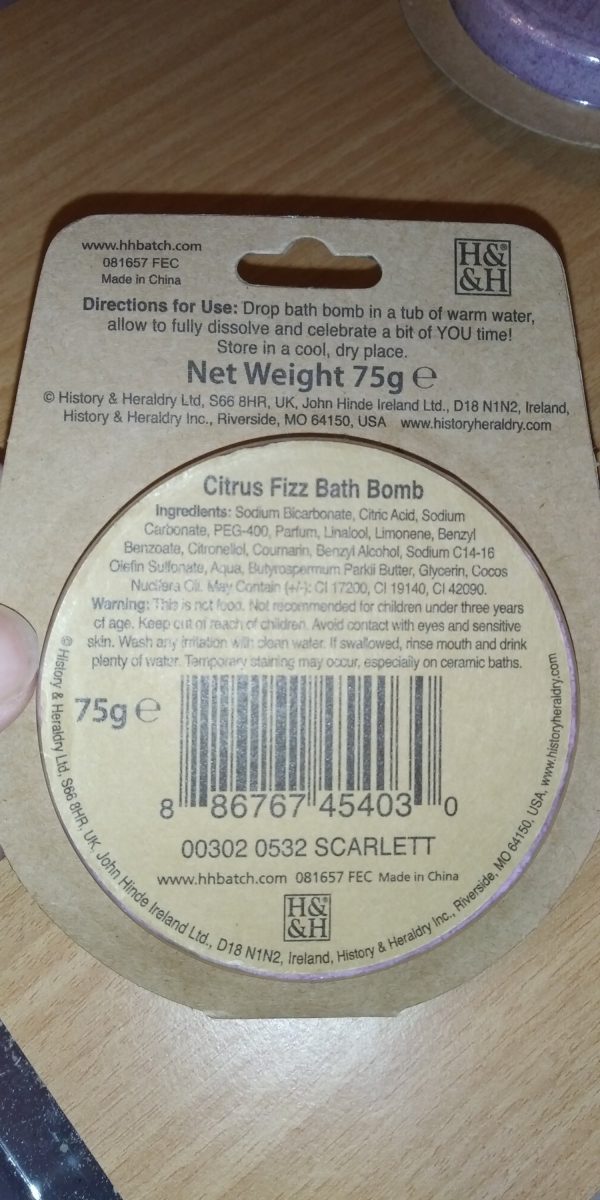 www.hhbatch.com
081657 FEC
Made in China
H&®
&H
Directions for Use: Drop bath bomb in a tub of warm water,
allow to fully dissolve and celebrate a bit of YOU time!
Store in a cool, dry place.
Net Weight 75g ℮
© History & Heraldry Ltd, S66 8HR, UK, John Hinde Ireland Ltd., D18 N1N2, Ireland,
History & Heraldry Inc., Riverside, MO 64150, USA www.historyheraldry.com
Citrus Fizz Bath Bomb
Ingredients: Sodium Bicarbonate, Citric Acid, Sodium
Carbonate, PEG-400, Parfum, Linalool, Limonene, Benzyl
Benzoate, Citronellol, Coumarin, Benzyl Alcohol, Sodium C14-16
Olefin Sulfonate, Aqua, Butyrospermum Parkii Butter, Glycerin, Cocos
Nucifera Oil. May Contain (+/-): CI 17200, CI 19140, CI 42090.
Warning: This is not food. Not recommended for children under three years
of age. Keep out of reach of children. Avoid contact with eyes and sensitive
skin. Wash any irritation with clean water. If swallowed, rinse mouth and drink
plenty of water. Temporary staining may occur, especially on ceramic baths.
75g ℮
8 86767 45403 0
00302 0532 SCARLETT
www.hhbatch.com 081657 FEC Made in China
H&®
&H
© History & Heraldry Ltd, S66 8HR, UK, John Hinde Ireland Ltd., D18 N1N2, Ireland, History & Heraldry Inc., Riverside, MO 64150, USA, www.historyheraldry.com